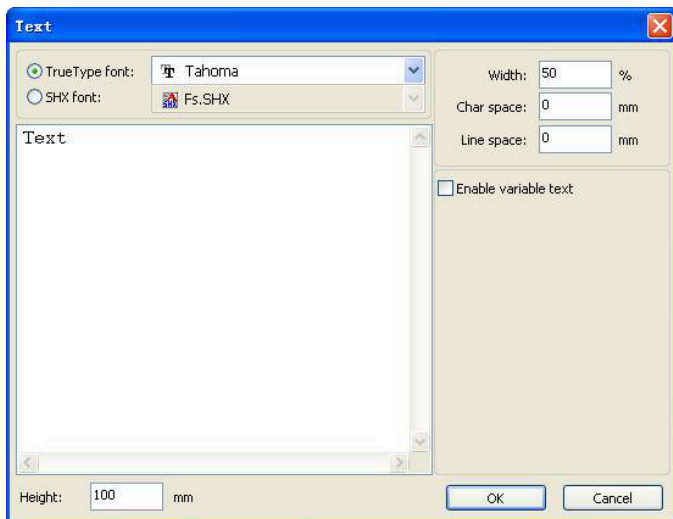 Text
TrueType font: Tahoma
SHX font: Fs.SHX
Text
Width: 50 %
Char space: 0 mm
Line space: 0 mm
Enable variable text
Height: 100 mm
OK Cancel